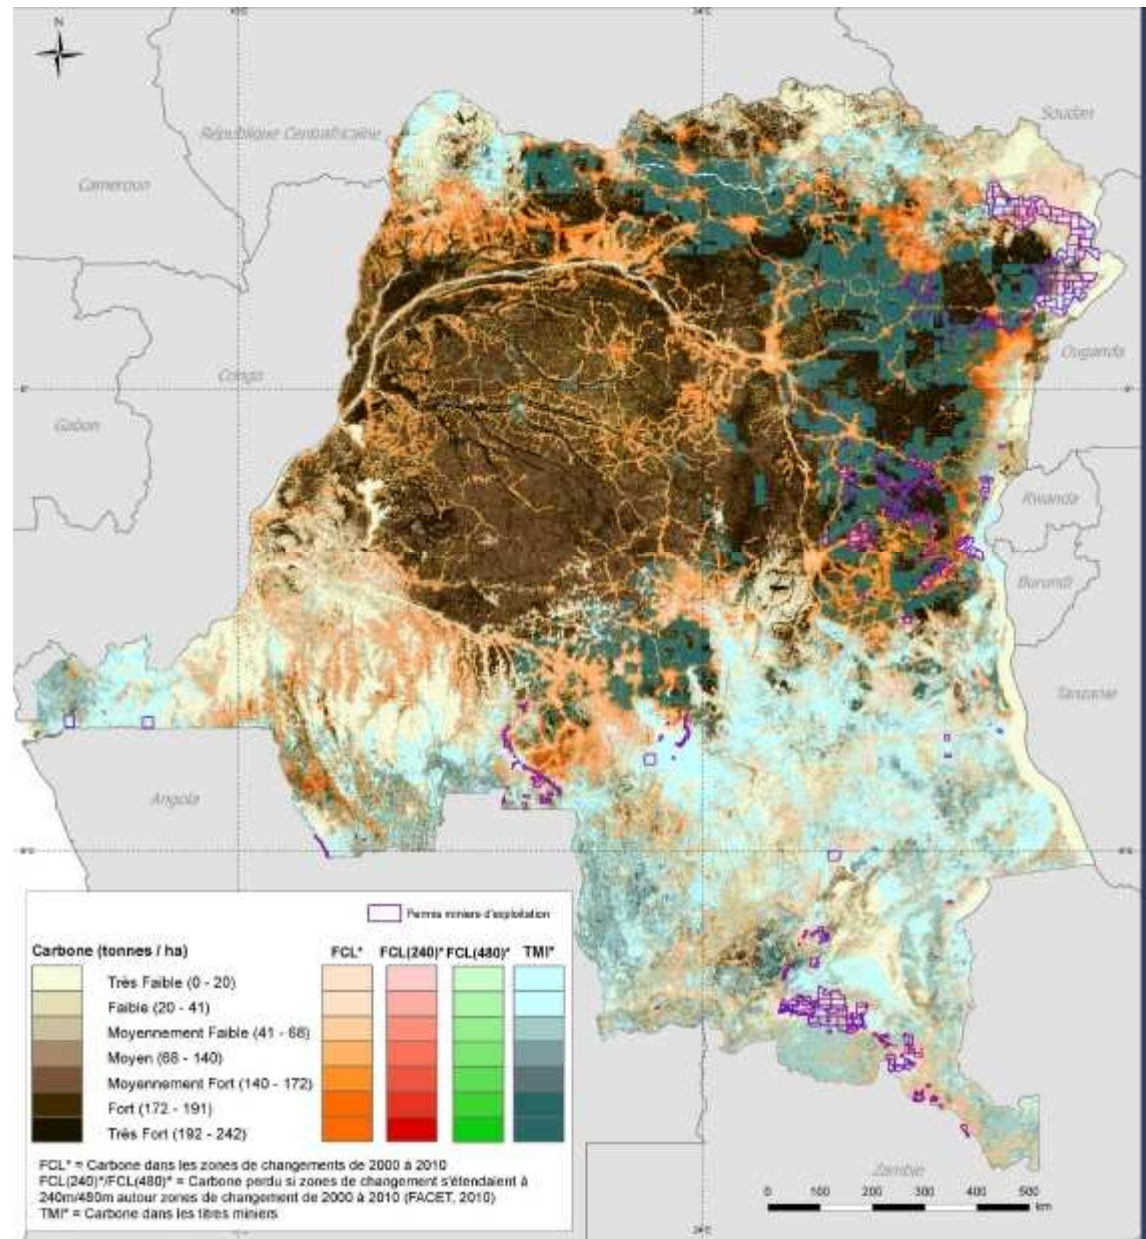 N
24°E
Soudan
République Centrafricaine
Cameroun
Ouganda
Congo
Gabon
Rwanda
Burundi
Tanzanie
Angola
Permis miniers d'exploitation
Carbone (tonnes / ha) FCL* FCL(240)* FCL(480)* TMI*
Très Faible (0 - 20)
Faible (20 - 41)
Moyennement Faible (41 - 68)
Moyen (68 - 140)
Moyennement Fort (140 - 172)
Fort (172 - 191)
Très Fort (192 - 242)
FCL* = Carbone dans les zones de changements de 2000 à 2010
FCL(240)*/FCL(480)* = Carbone perdu si zones de changement s'étendaient à
240m/480m autour zones de changement de 2000 à 2010 (FACET, 2010)
TMI* = Carbone dans les titres miniers
Zambie
0 100 200 300 400 500
km
24°E